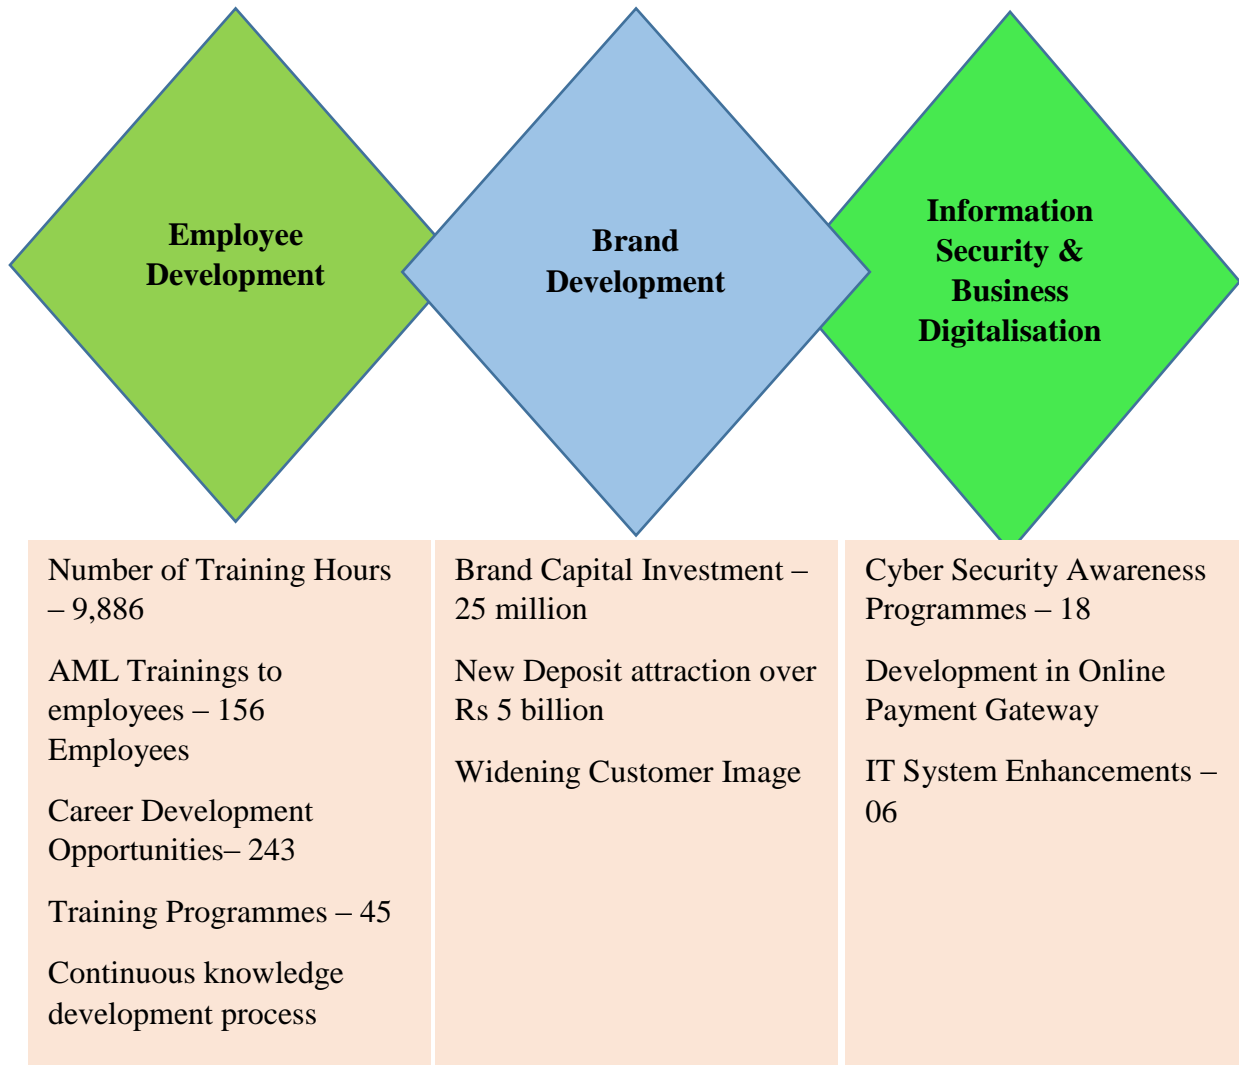 Employee
Development
Brand
Development
Information
Security &
Business
Digitalisation
Number of Training Hours
– 9,886
AML Trainings to
employees – 156
Employees
Career Development
Opportunities– 243
Training Programmes – 45
Continuous knowledge
development process
Brand Capital Investment –
25 million
New Deposit attraction over
Rs 5 billion
Widening Customer Image
Cyber Security Awareness
Programmes – 18
Development in Online
Payment Gateway
IT System Enhancements –
06